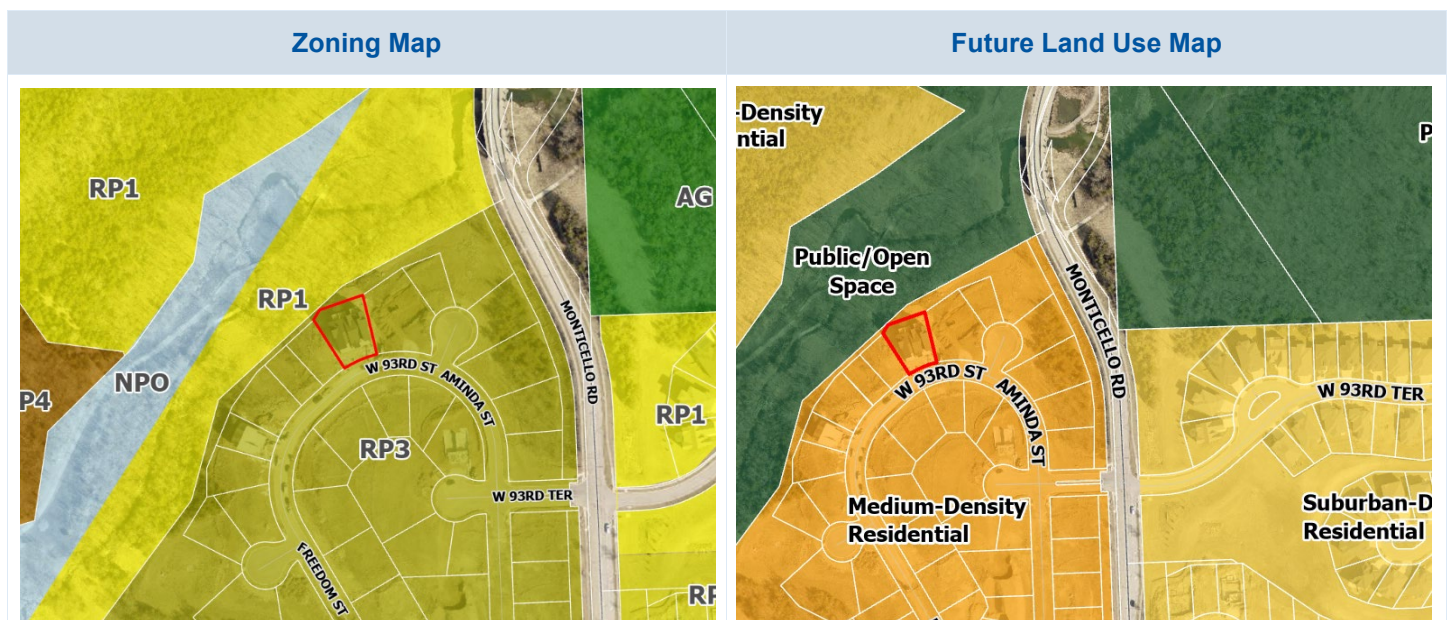 Zoning Map
Future Land Use Map
RP1
AG
RP1
MONTICELLO RD
W 93RD ST
AMINDA ST
NPO
P4
RP3
RP1
W 93RD TER
FREEDOM ST
RP
-Density
ntial
P
Public/Open
Space
MONTICELLO RD
W 93RD ST
AMINDA ST
W 93RD TER
Medium-Density
Residential
Suburban-D
Residential